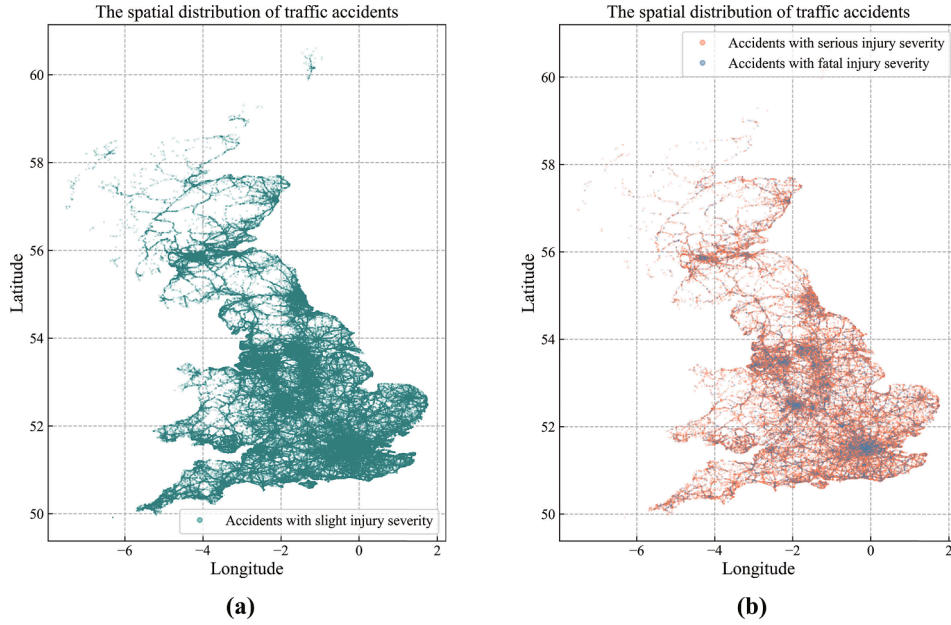 The spatial distribution of traffic accidents
60
58
56
54
52
50
Latitude
−6
−4
−2
0
2
Longitude
Accidents with slight injury severity
(a)
The spatial distribution of traffic accidents
Accidents with serious injury severity
Accidents with fatal injury severity
60
58
56
54
52
50
Latitude
−6
−4
−2
0
2
Longitude
(b)